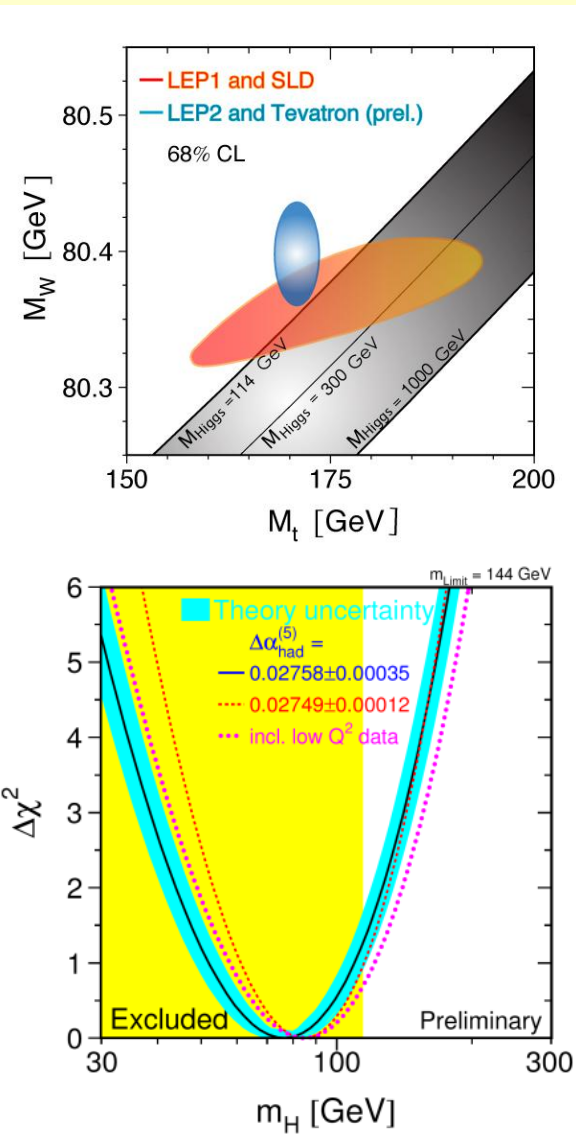 LEP1 and SLD
LEP2 and Tevatron (prel.)
68% CL
80.5
80.4
80.3
M_W [GeV]
M_Higgs =114 GeV
M_Higgs = 300 GeV
M_Higgs = 1000 GeV
150 175 200
M_t [GeV]
m_Limit = 144 GeV
6
5
4
3
2
1
0
Δχ²
Theory uncertainty
Δα_had^(5) =
0.02758±0.00035
0.02749±0.00012
incl. low Q² data
Excluded
Preliminary
30 100 300
m_H [GeV]